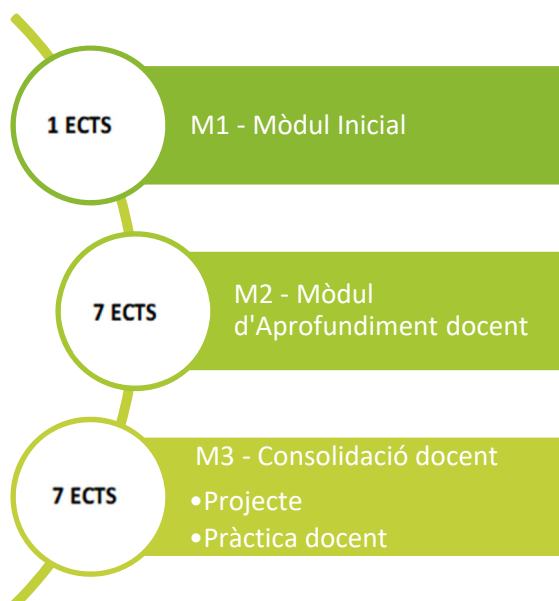 1 ECTS
M1 - Mòdul Inicial
7 ECTS
M2 - Mòdul
d'Aprofundiment docent
7 ECTS
M3 - Consolidació docent
•Projecte
•Pràctica docent